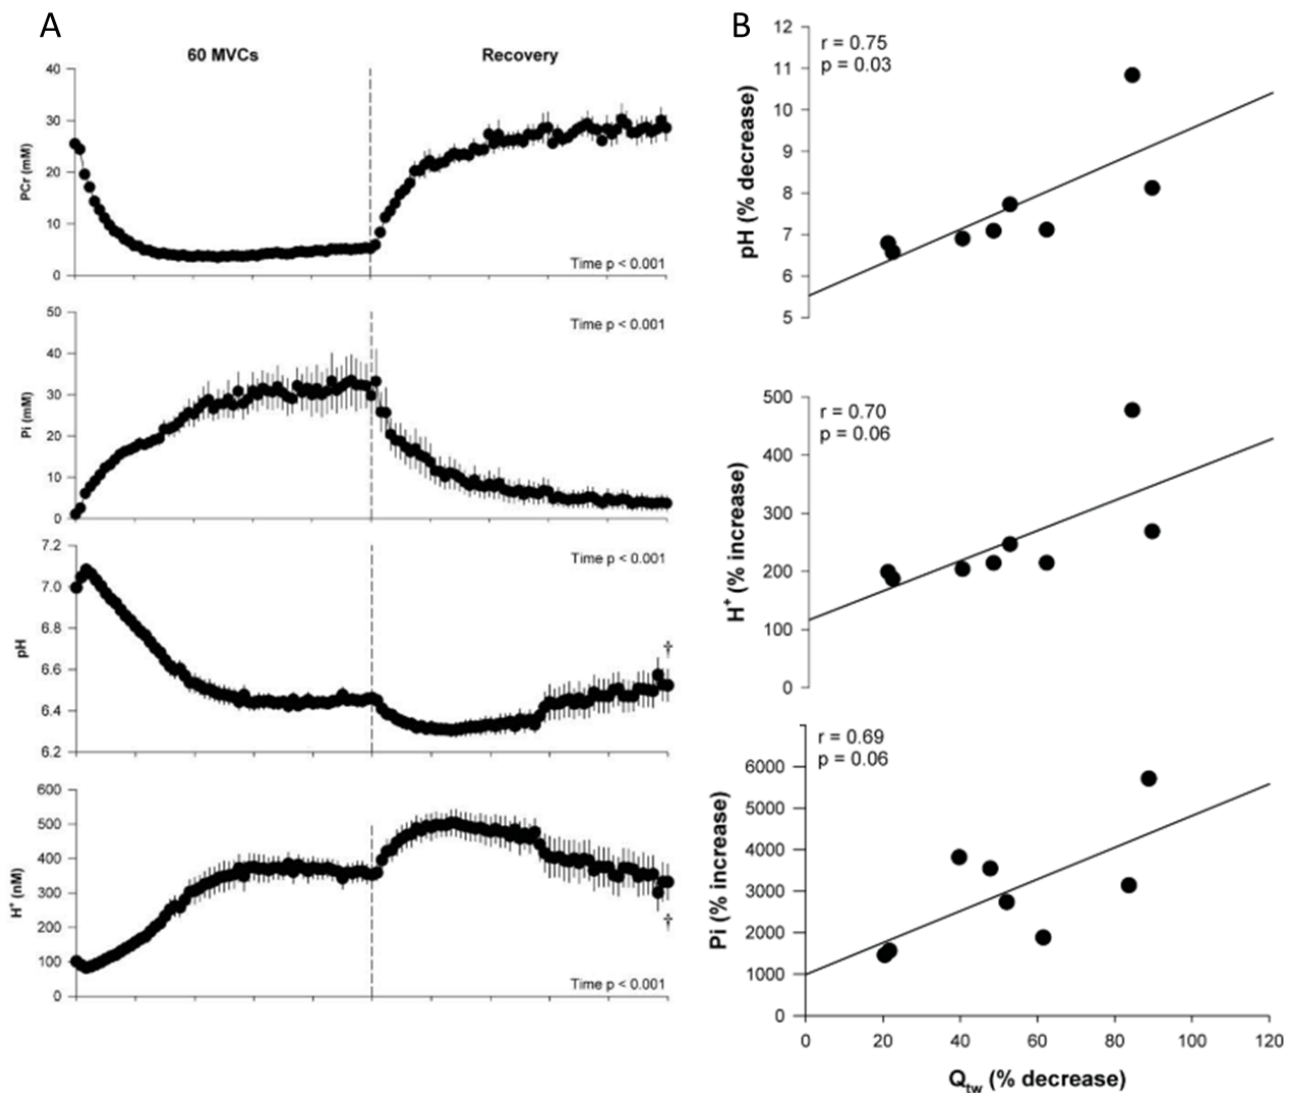 A
60 MVCs
Recovery
40
30
20
10
0
PCr (mM)
Time p < 0.001
50
40
30
20
10
0
Pi (mM)
Time p < 0.001
7.2
7.0
6.8
6.6
6.4
6.2
pH
Time p < 0.001
†
600
500
400
300
200
100
0
H+ (nM)
†
Time p < 0.001
B
12
11
10
9
8
7
6
5
pH (% decrease)
r = 0.75
p = 0.03
500
400
300
200
100
0
H+ (% increase)
r = 0.70
p = 0.06
6000
5000
4000
3000
2000
1000
0
Pi (% increase)
r = 0.69
p = 0.06
0 20 40 60 80 100 120
Qtw (% decrease)